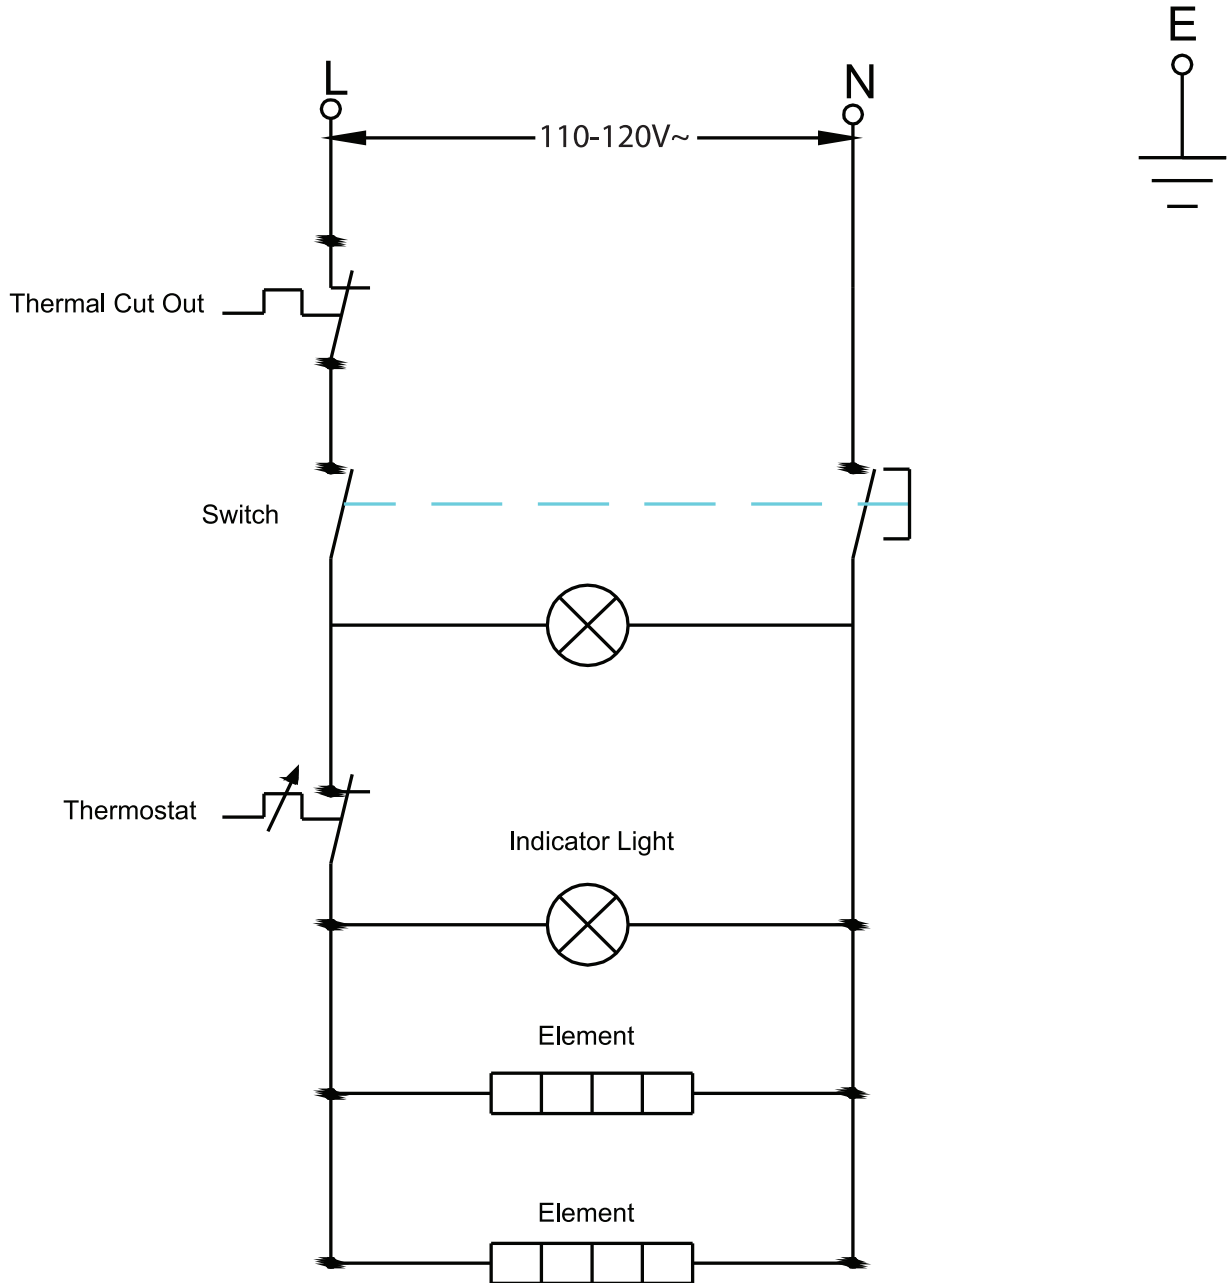 E
L
N
110-120V~
Thermal Cut Out
Switch
Thermostat
Indicator Light
Element
Element